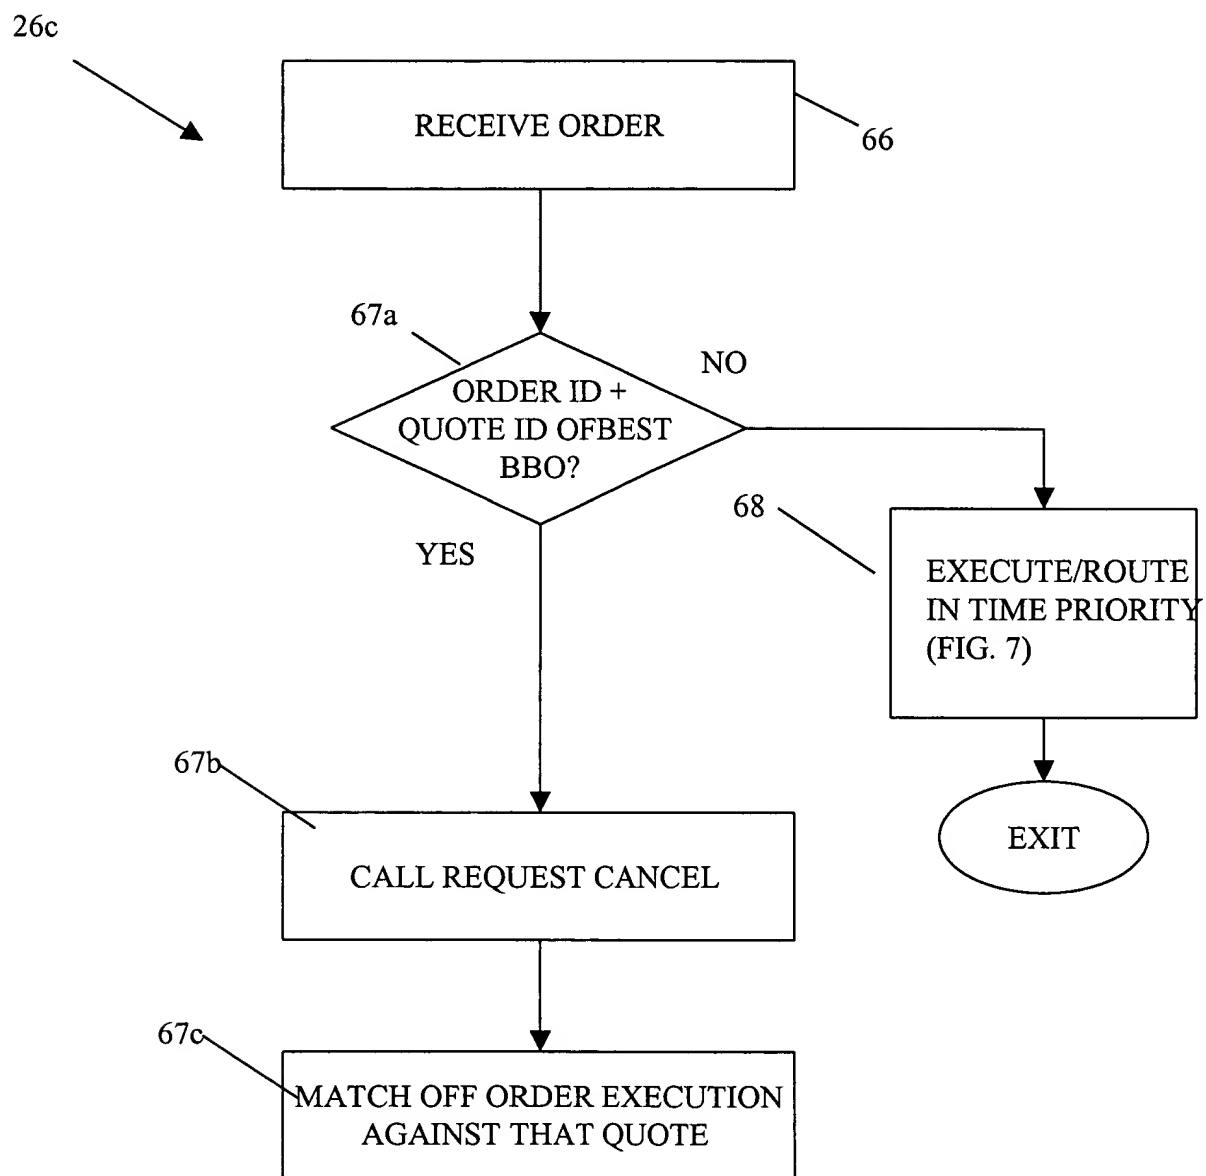 26c
RECEIVE ORDER
66
67a
NO
ORDER ID +
QUOTE ID OFBEST
BBO?
68
YES
EXECUTE/ROUTE
IN TIME PRIORITY
(FIG. 7)
67b
EXIT
CALL REQUEST CANCEL
67c
MATCH OFF ORDER EXECUTION
AGAINST THAT QUOTE